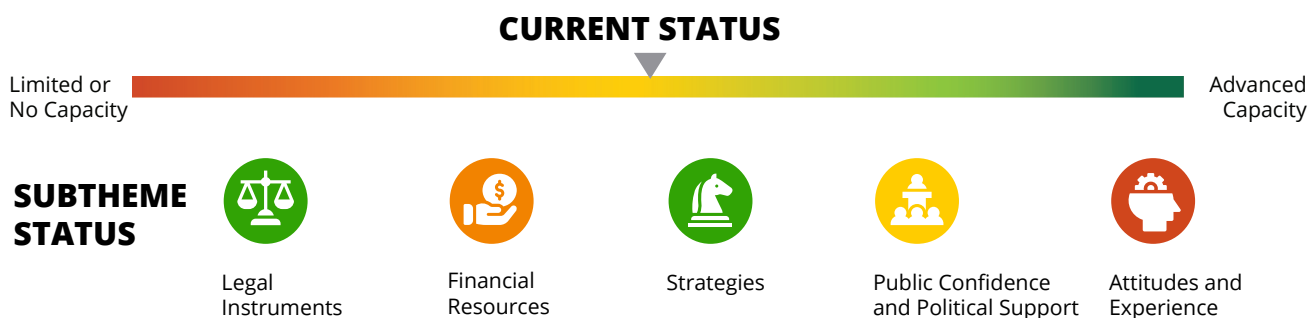 CURRENT STATUS
Limited or
No Capacity
Advanced
Capacity
SUBTHEME
STATUS
$
Legal
Instruments
Financial
Resources
Strategies
Public Confidence
and Political Support
Attitudes and
Experience